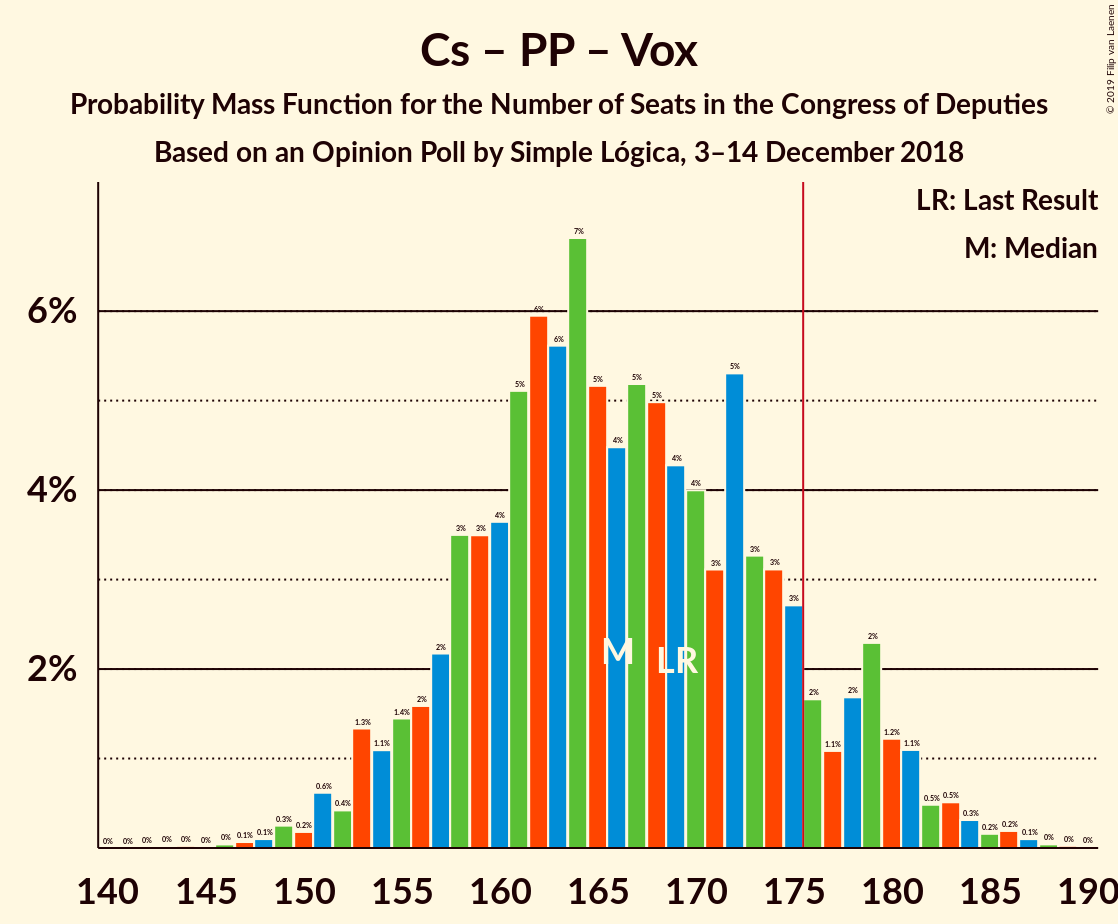 Cs – PP – Vox
Probability Mass Function for the Number of Seats in the Congress of Deputies
Based on an Opinion Poll by Simple Lógica, 3–14 December 2018
© 2019 Filip van Laenen
LR: Last Result
M: Median
6%
4%
2%
0% 0% 0% 0% 0% 0% 0% 0.1% 0.1% 0.3% 0.2% 0.6% 0.4% 1.3% 1.1% 1.4% 2% 2% 3% 3% 4% 5% 6% 6% 7% 5% 4% 5% 5% 4% 4% 3% 5% 3% 3% 3% 2% 1.1% 2% 2% 1.2% 1.1% 0.5% 0.5% 0.3% 0.2% 0.2% 0.1% 0% 0% 0%
M
LR
140 145 150 155 160 165 170 175 180 185 190